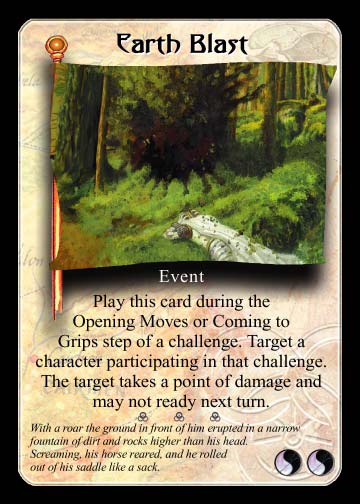 Earth Blast
Event
Play this card during the
Opening Moves or Coming to
Grips step of a challenge. Target a
character participating in that challenge.
The target takes a point of damage and
may not ready next turn.
With a roar the ground in front of him erupted in a narrow
fountain of dirt and rocks higher than his head.
Screaming, his horse reared, and he rolled
out of his saddle like a sack.